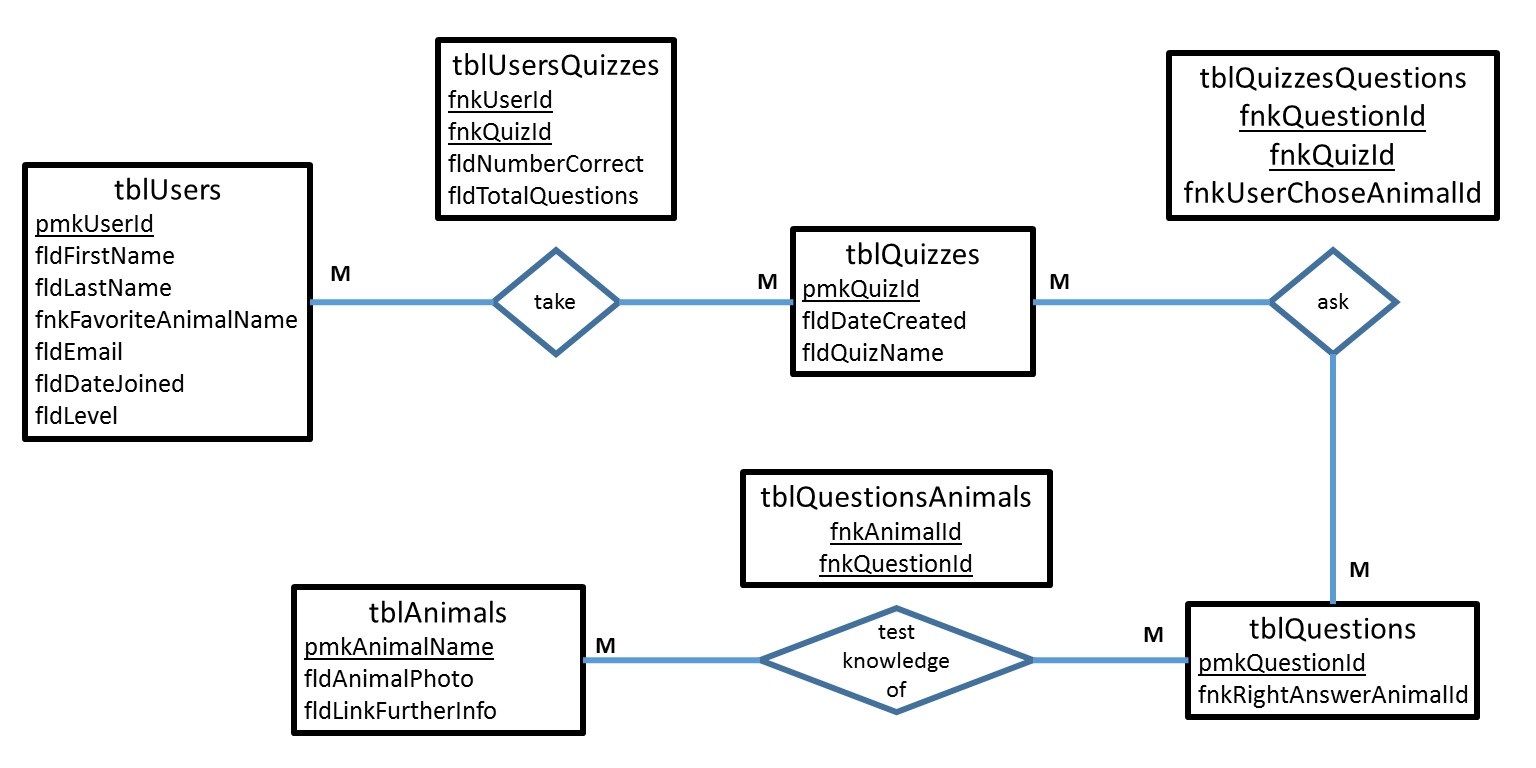 tblUsersQuizzes
fnkUserId
fnkQuizId
fldNumberCorrect
fldTotalQuestions
tblQuizzesQuestions
fnkQuestionId
fnkQuizId
fnkUserChoseAnimalId
tblUsers
pmkUserId
fldFirstName
fldLastName
fnkFavoriteAnimalName
fldEmail
fldDateJoined
fldLevel
M
take
M
tblQuizzes
pmkQuizId
fldDateCreated
fldQuizName
M
ask
M
tblQuestionsAnimals
fnkAnimalId
fnkQuestionId
tblAnimals
pmkAnimalName
fldAnimalPhoto
fldLinkFurtherInfo
M
test
knowledge
of
M
tblQuestions
pmkQuestionId
fnkRightAnswerAnimalId